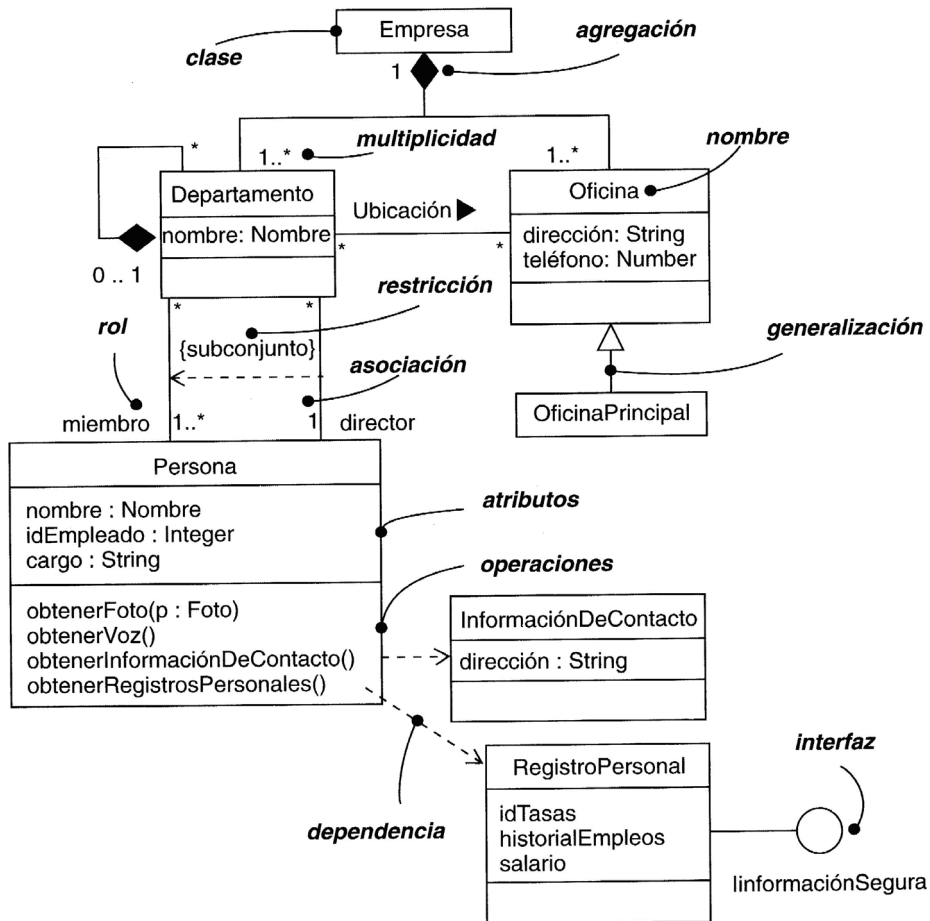 Empresa
clase
agregación
1
multiplicidad
nombre
*
1..*
1..*
Departamento
Oficina
nombre: Nombre
Ubicación
dirección: String
teléfono: Number
*
*
0 .. 1
restricción
rol
*
*
{subconjunto}
generalización
asociación
OficinaPrincipal
miembro
1..*
1
director
Persona
nombre : Nombre
idEmpleado : Integer
cargo : String
atributos
operaciones
obtenerFoto(p : Foto)
obtenerVoz()
obtenerInformaciónDeContacto()
obtenerRegistrosPersonales()
InformaciónDeContacto
dirección : String
dependencia
RegistroPersonal
idTasas
historialEmpleos
salario
interfaz
IinformaciónSegura